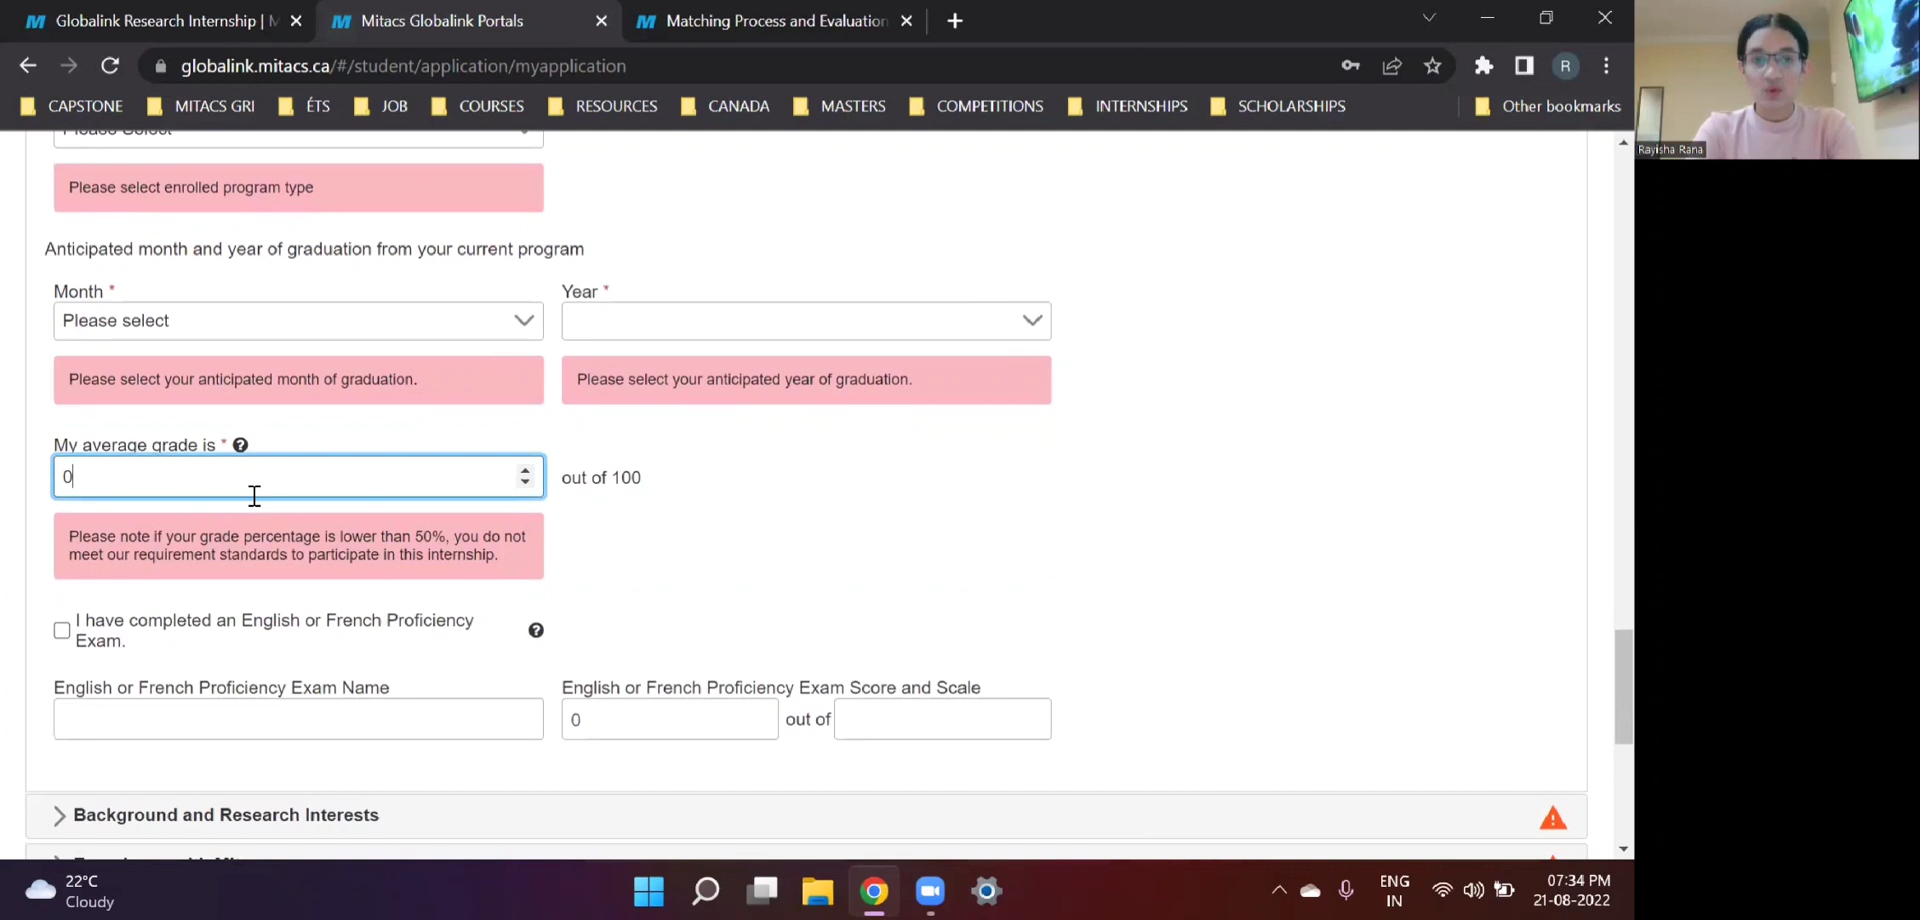 Globalink Research Internship | M
Mitacs Globalink Portals
Matching Process and Evaluation
globalink.mitacs.ca/#/student/application/myapplication
R
CAPSTONE
MITACS GRI
ÉTS
JOB
COURSES
RESOURCES
CANADA
MASTERS
COMPETITIONS
INTERNSHIPS
SCHOLARSHIPS
Other bookmarks
Rayisha Rana
Please Select
Please select enrolled program type
Anticipated month and year of graduation from your current program
Month *
Year *
Please select
Please select your anticipated month of graduation.
Please select your anticipated year of graduation.
My average grade is * ?
0
out of 100
Please note if your grade percentage is lower than 50%, you do not
meet our requirement standards to participate in this internship.
I have completed an English or French Proficiency
Exam.
?
English or French Proficiency Exam Name
English or French Proficiency Exam Score and Scale
0
out of
Background and Research Interests
22°C
Cloudy
ENG
IN
07:34 PM
21-08-2022